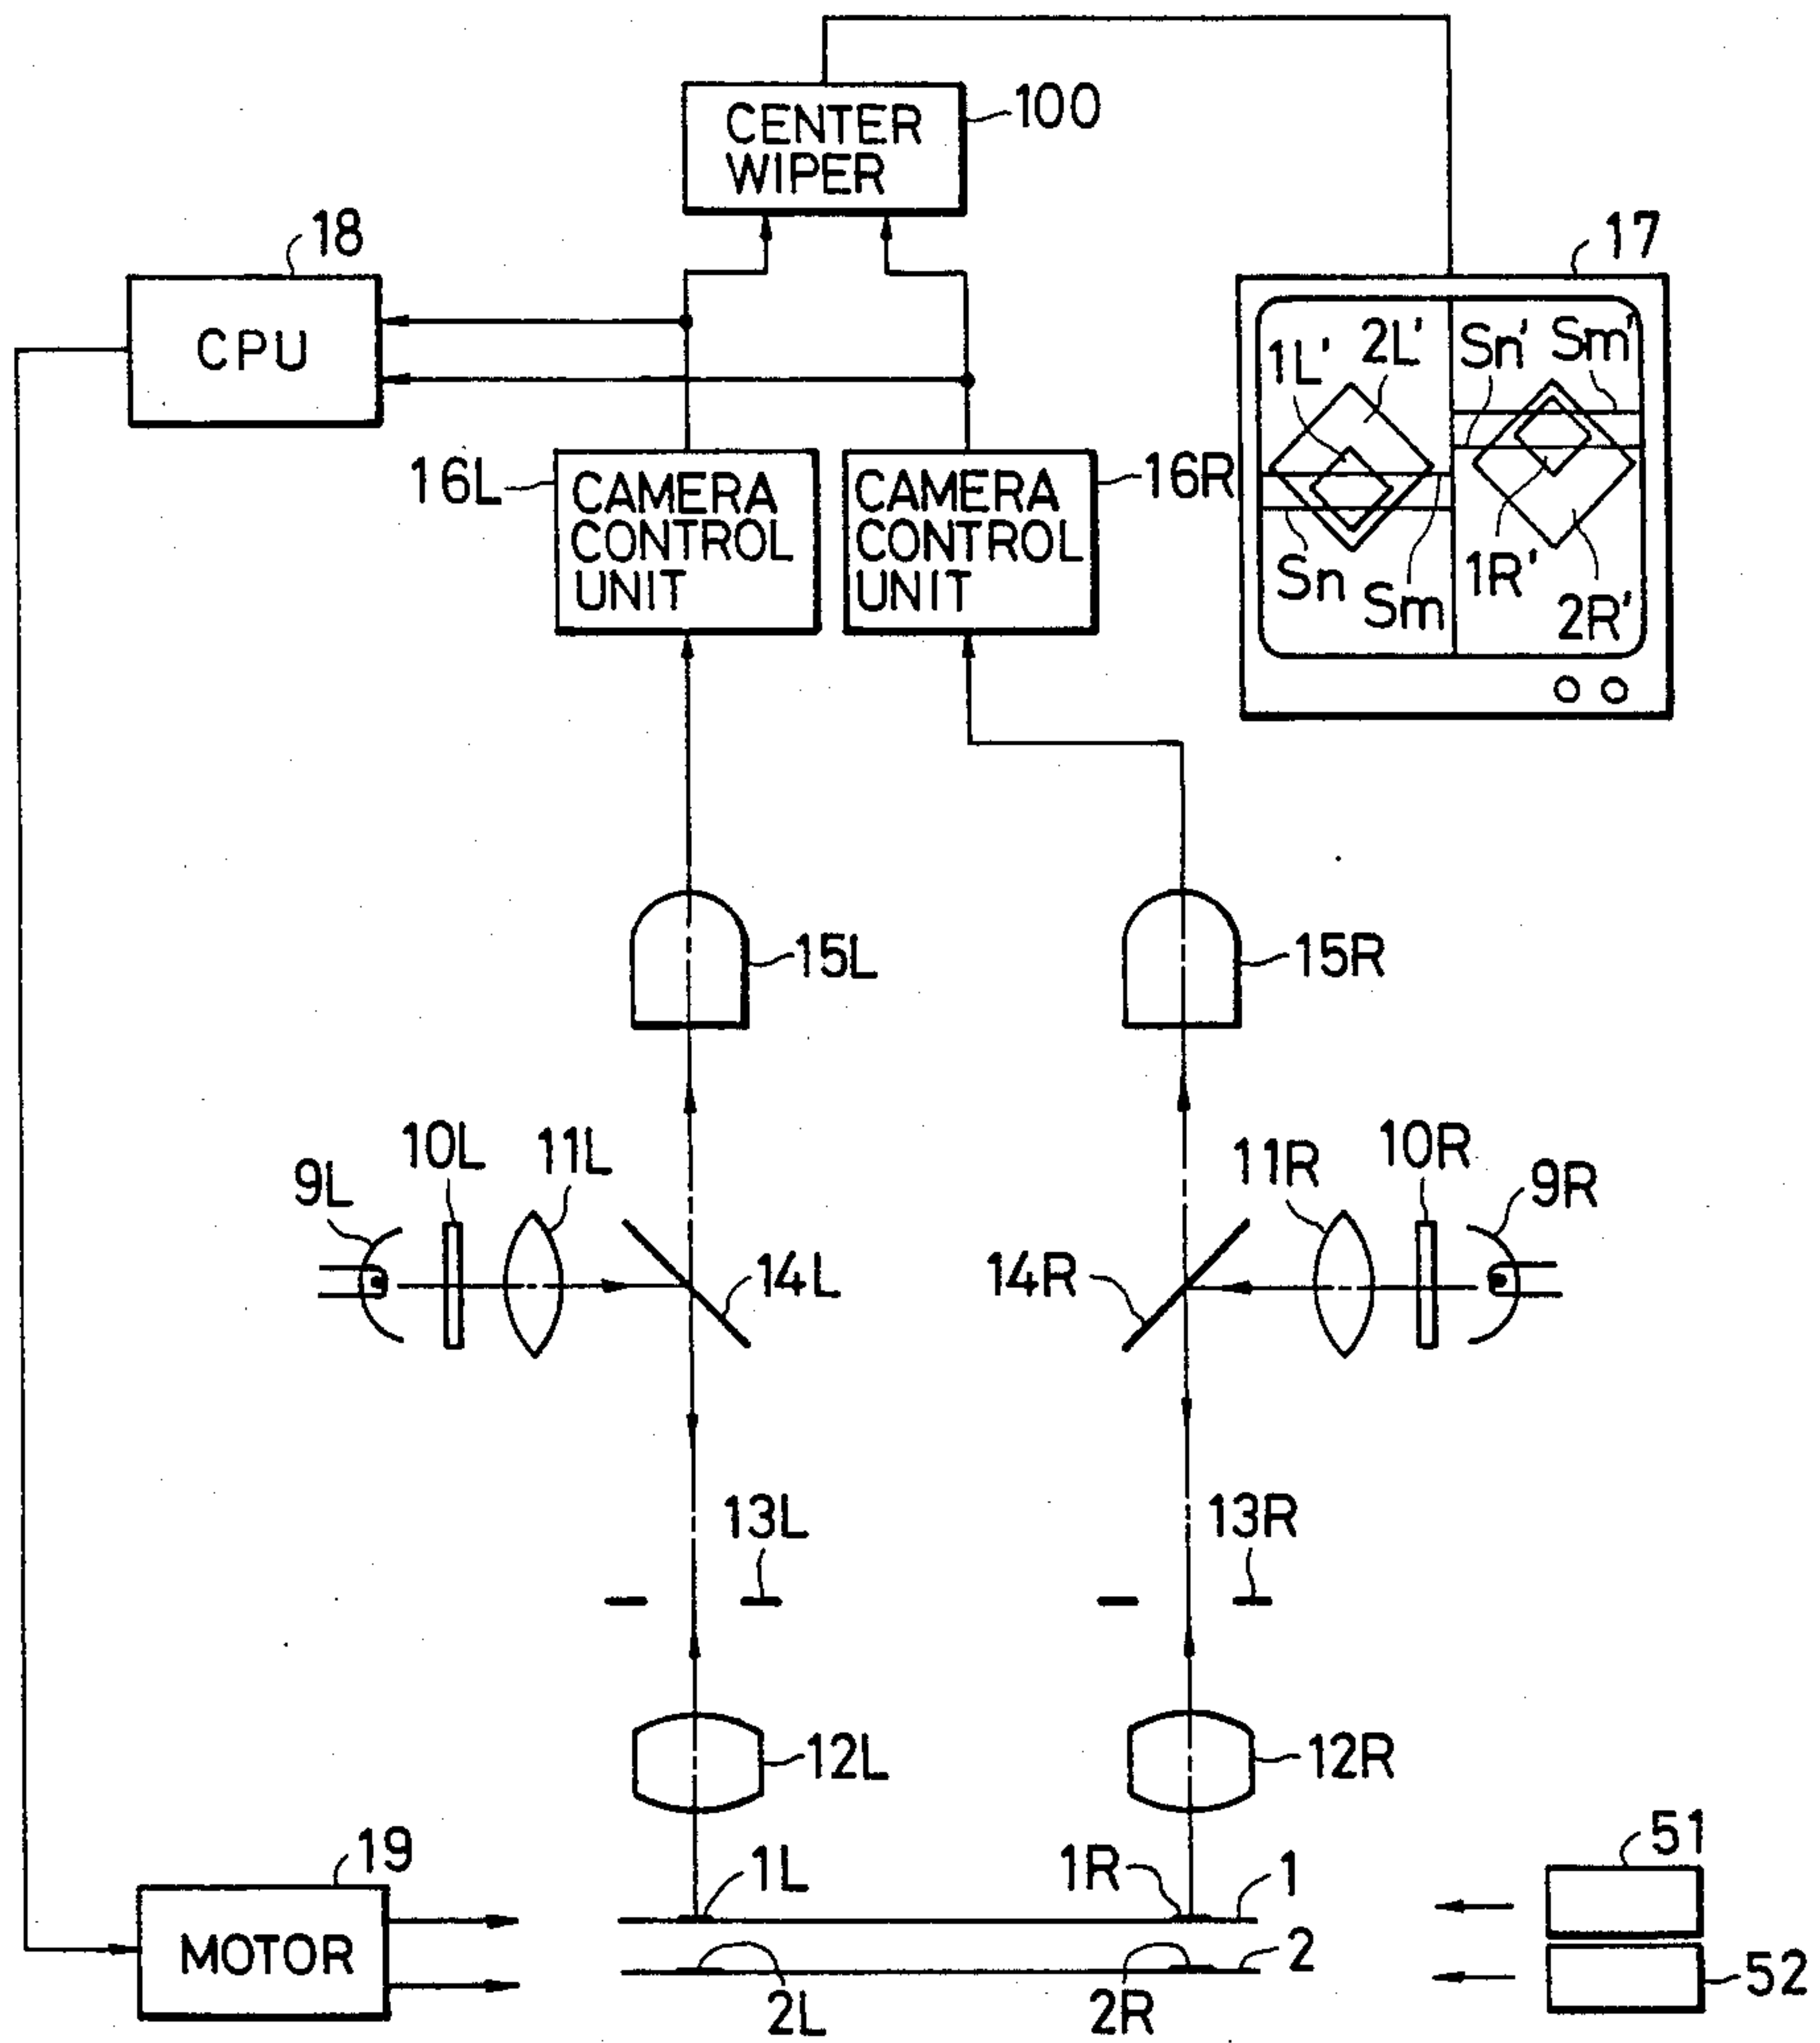 CENTER
WIPER
100
18
17
CPU
1L' 2L' Sn' Sm'
16L
CAMERA
CONTROL
UNIT
CAMERA
CONTROL
UNIT
16R
Sn Sm 1R' 2R'
15L
15R
9L 10L 11L
14L
14R
11R 10R 9R
13L
13R
12L
12R
19
MOTOR
1L
1R
1
2
2L
2R
51
52